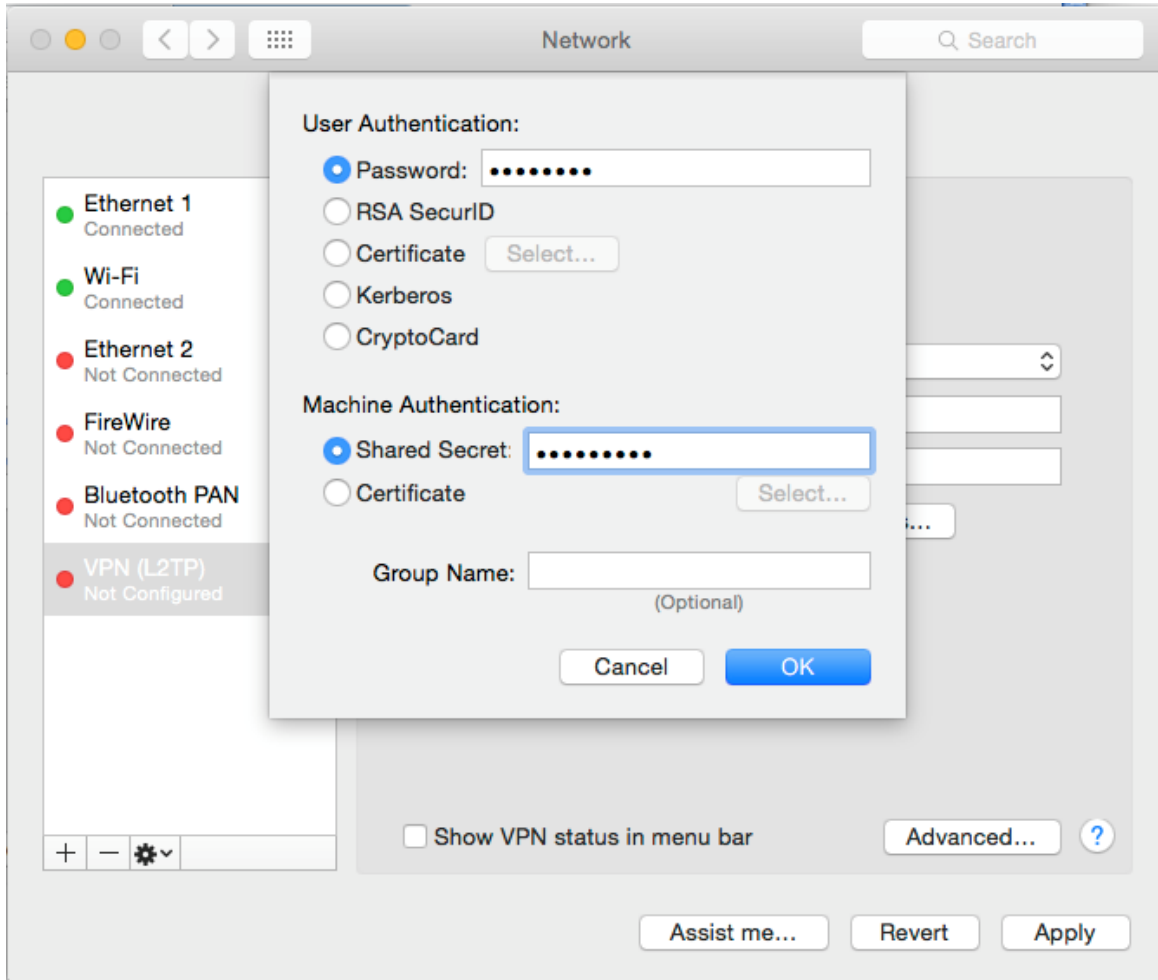 Network
Search
User Authentication:
Password: ••••••••
RSA SecurID
Certificate Select...
Kerberos
CryptoCard
Machine Authentication:
Shared Secret: •••••••••
Certificate Select...
Group Name:
(Optional)
Cancel OK
Ethernet 1
Connected
Wi-Fi
Connected
Ethernet 2
Not Connected
FireWire
Not Connected
Bluetooth PAN
Not Connected
VPN (L2TP)
Not Configured
Show VPN status in menu bar
Advanced... ?
Assist me... Revert Apply